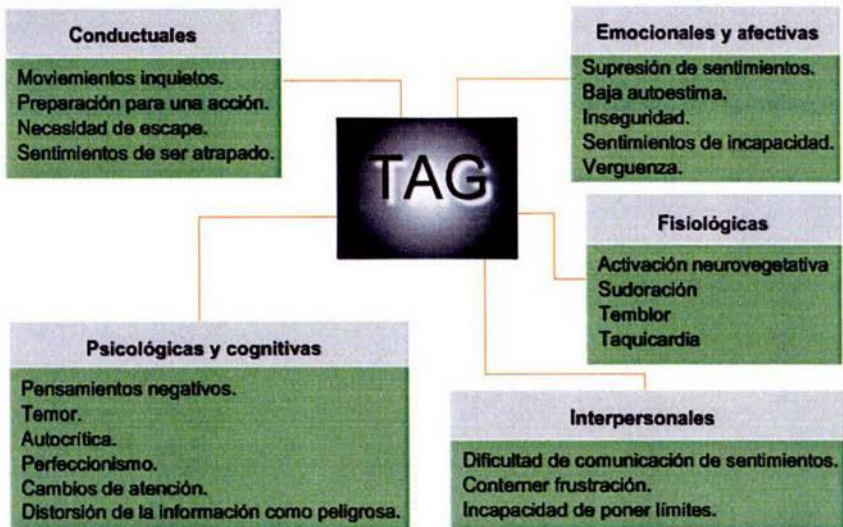 Conductuales
Moviemientos inquietos.
Preparación para una acción.
Necesidad de escape.
Sentimientos de ser atrapado.
Emocionales y afectivas
Supresión de sentimientos.
Baja autoestima.
Inseguridad.
Sentimientos de incapacidad.
Verguenza.
TAG
Fisiológicas
Activación neurovegetativa
Sudoración
Temblor
Taquicardia
Psicológicas y cognitivas
Pensamientos negativos.
Temor.
Autocrítica.
Perfeccionismo.
Cambios de atención.
Distorsión de la información como peligrosa.
Interpersonales
Dificultad de comunicación de sentimientos.
Conterner frustración.
Incapacidad de poner límites.